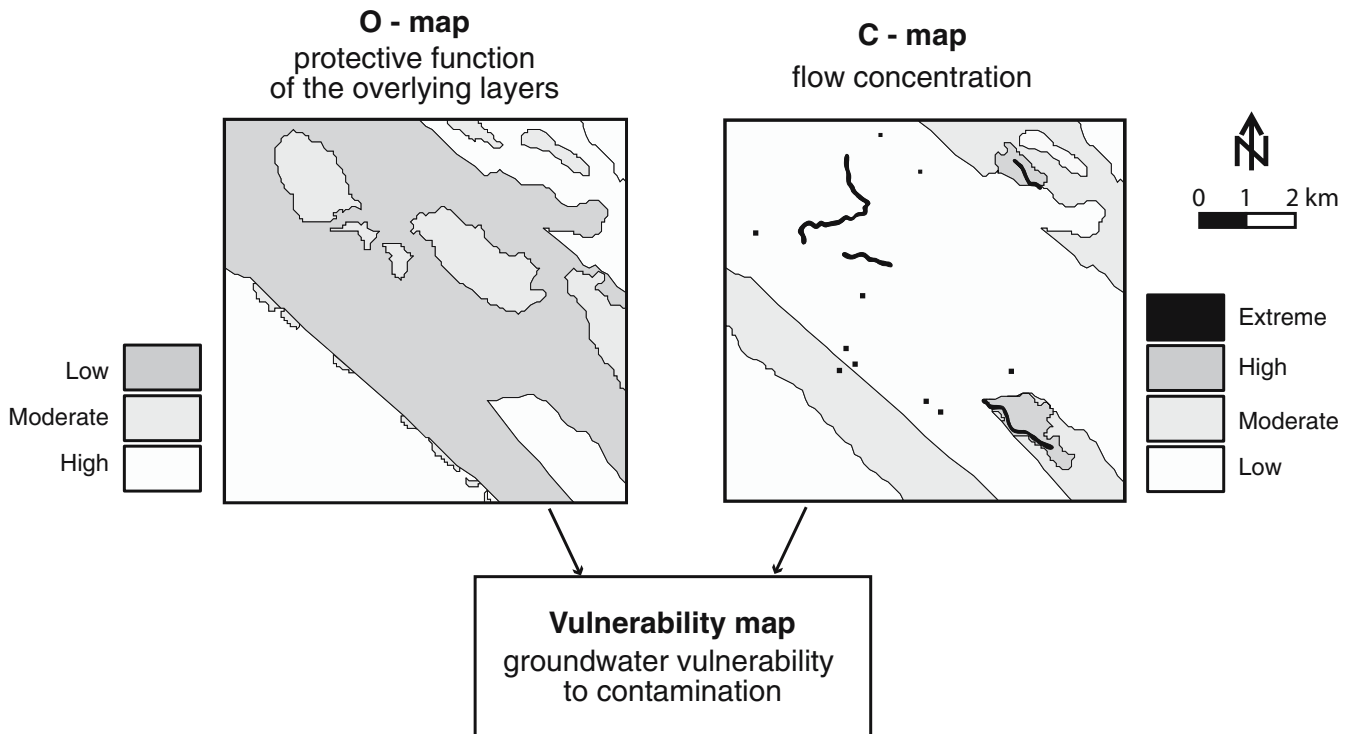 O - map
protective function
of the overlying layers
C - map
flow concentration
N
0 1 2 km
Low
Moderate
High
Extreme
High
Moderate
Low
Vulnerability map
groundwater vulnerability
to contamination